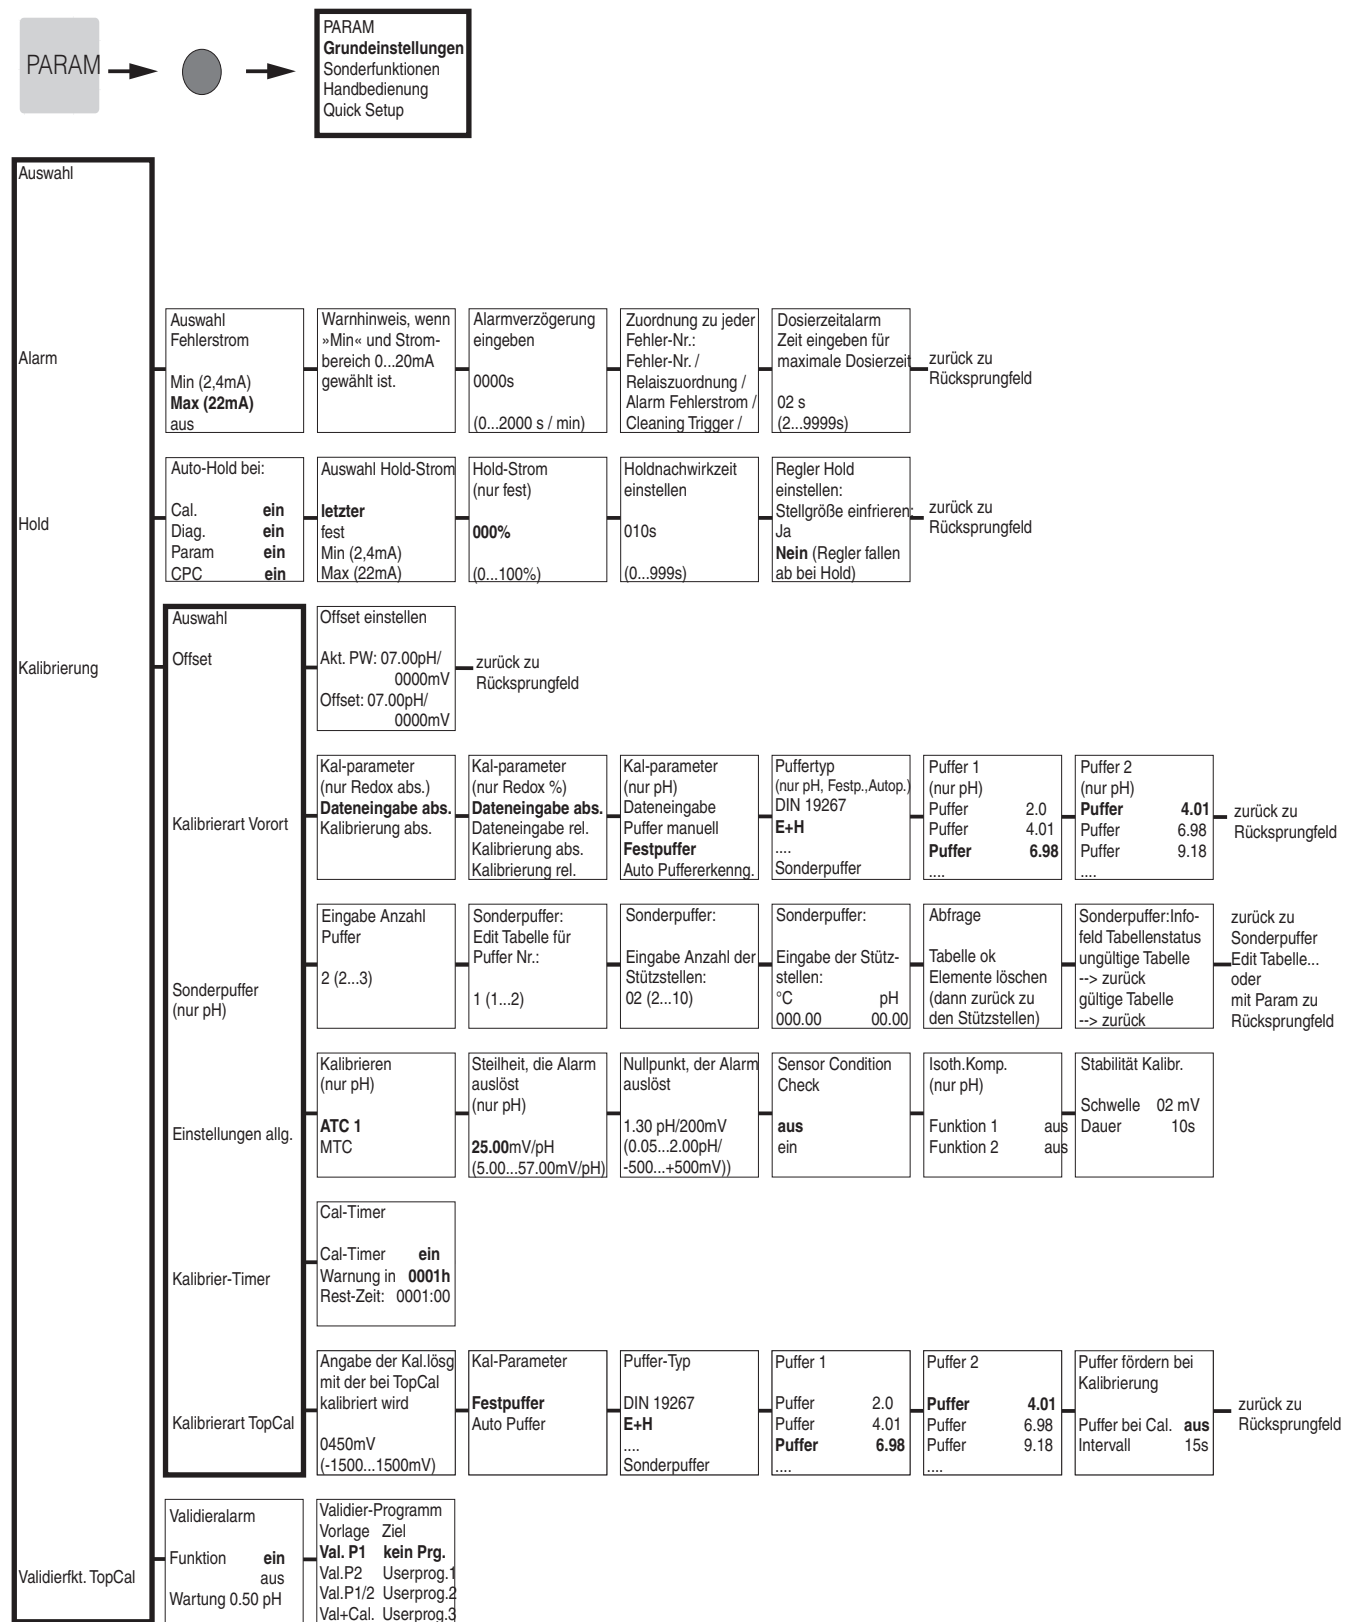 PARAM
PARAM
Grundeinstellungen
Sonderfunktionen
Handbedienung
Quick Setup
Auswahl
Alarm
Auswahl
Fehlerstrom
Min (2,4mA)
Max (22mA)
aus
Warnhinweis, wenn
»Min« und Strom-
bereich 0...20mA
gewählt ist.
Alarmverzögerung
eingeben
0000s
(0...2000 s / min)
Zuordnung zu jeder
Fehler-Nr.:
Fehler-Nr. /
Relaiszuordnung /
Alarm Fehlerstrom /
Cleaning Trigger /
Dosierzeitalarm
Zeit eingeben für
maximale Dosierzeit
02 s
(2...9999s)
zurück zu
Rücksprungfeld
Hold
Auto-Hold bei:
Cal. ein
Diag. ein
Param ein
CPC ein
Auswahl Hold-Strom
letzter
fest
Min (2,4mA)
Max (22mA)
Hold-Strom
(nur fest)
000%
(0...100%)
Holdnachwirkzeit
einstellen
010s
(0...999s)
Regler Hold
einstellen:
Stellgröße einfrieren:
Ja
Nein (Regler fallen
ab bei Hold)
zurück zu
Rücksprungfeld
Kalibrierung
Auswahl
Offset
Offset einstellen
Akt. PW: 07.00pH/
0000mV
Offset: 07.00pH/
0000mV
zurück zu
Rücksprungfeld
Kalibrierart Vorort
Kal-parameter
(nur Redox abs.)
Dateneingabe abs.
Kalibrierung abs.
Kal-parameter
(nur Redox %)
Dateneingabe abs.
Dateneingabe rel.
Kalibrierung abs.
Kalibrierung rel.
Kal-parameter
(nur pH)
Dateneingabe
Puffer manuell
Festpuffer
Auto Puffererkenng.
Puffertyp
(nur pH, Festp.,Autop.)
DIN 19267
E+H
....
Sonderpuffer
Puffer 1
(nur pH)
Puffer 2.0
Puffer 4.01
Puffer 6.98
....
Puffer 2
(nur pH)
Puffer 4.01
Puffer 6.98
Puffer 9.18
....
zurück zu
Rücksprungfeld
Sonderpuffer
(nur pH)
Eingabe Anzahl
Puffer
2 (2...3)
Sonderpuffer:
Edit Tabelle für
Puffer Nr.:
1 (1...2)
Sonderpuffer:
Eingabe Anzahl der
Stützstellen:
02 (2...10)
Sonderpuffer:
Eingabe der Stütz-
stellen:
°C pH
000.00 00.00
Abfrage
Tabelle ok
Elemente löschen
(dann zurück zu
den Stützstellen)
Sonderpuffer:Info-
feld Tabellenstatus
ungültige Tabelle
--> zurück
gültige Tabelle
--> zurück
zurück zu
Sonderpuffer
Edit Tabelle...
oder
mit Param zu
Rücksprungfeld
Einstellungen allg.
Kalibrieren
(nur pH)
ATC 1
MTC
Steilheit, die Alarm
auslöst
(nur pH)
25.00mV/pH
(5.00...57.00mV/pH)
Nullpunkt, der Alarm
auslöst
1.30 pH/200mV
(0.05...2.00pH/
-500...+500mV))
Sensor Condition
Check
aus
ein
Isoth.Komp.
(nur pH)
Funktion 1 aus
Funktion 2 aus
Stabilität Kalibr.
Schwelle 02 mV
Dauer 10s
Kalibrier-Timer
Cal-Timer
Cal-Timer ein
Warnung in 0001h
Rest-Zeit: 0001:00
Kalibrierart TopCal
Angabe der Kal.lösg
mit der bei TopCal
kalibriert wird
0450mV
(-1500...1500mV)
Kal-Parameter
Festpuffer
Auto Puffer
Puffer-Typ
DIN 19267
E+H
....
Sonderpuffer
Puffer 1
Puffer 2.0
Puffer 4.01
Puffer 6.98
....
Puffer 2
Puffer 4.01
Puffer 6.98
Puffer 9.18
....
Puffer fördern bei
Kalibrierung
Puffer bei Cal. aus
Intervall 15s
zurück zu
Rücksprungfeld
Validierfkt. TopCal
Validieralarm
Funktion ein
aus
Wartung 0.50 pH
Validier-Programm
Vorlage Ziel
Val. P1 kein Prg.
Val.P2 Userprog.1
Val.P1/2 Userprog.2
Val+Cal. Userprog.3